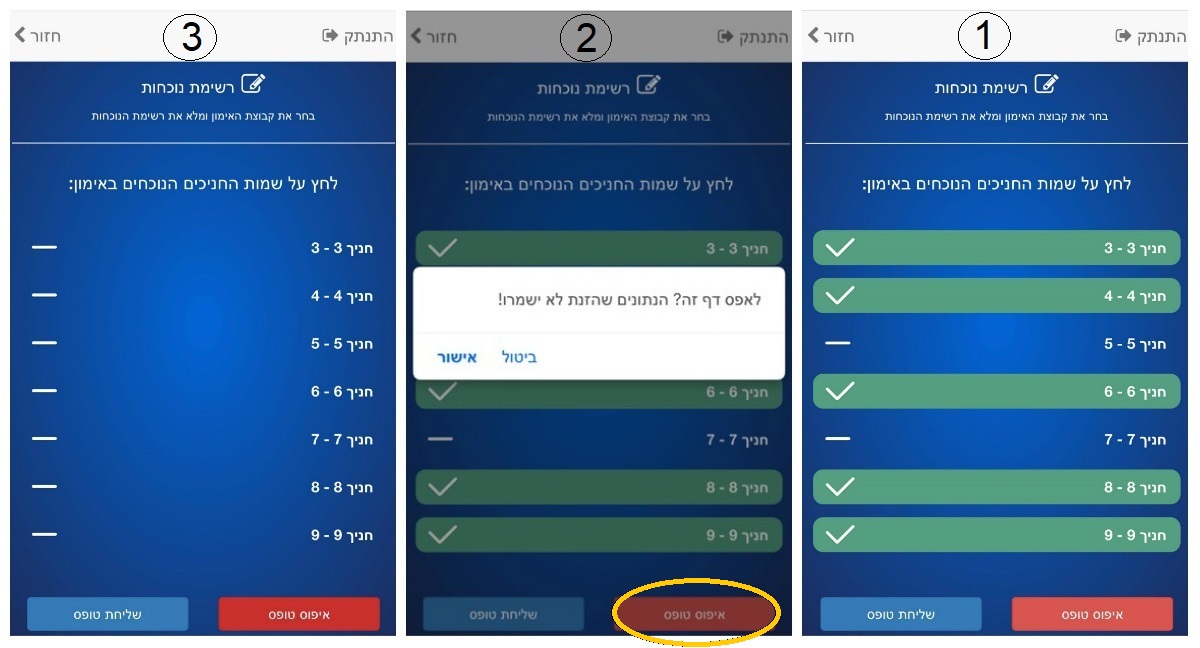 1
התנתק
חזור
רשימת נוכחות
בחר את קבוצת האימון ומלא את רשימת הנוכחות
לחץ על שמות החניכים הנוכחים באימון:
חניך 3 - 3
חניך 4 - 4
חניך 5 - 5
חניך 6 - 6
חניך 7 - 7
חניך 8 - 8
חניך 9 - 9
איפוס טופס
שליחת טופס
2
התנתק
חזור
רשימת נוכחות
בחר את קבוצת האימון ומלא את רשימת הנוכחות
לחץ על שמות החניכים הנוכחים באימון:
חניך 3 - 3
לאפס דף זה? הנתונים שהזנת לא ישמרו!
ביטול
אישור
חניך 6 - 6
חניך 7 - 7
חניך 8 - 8
חניך 9 - 9
איפוס טופס
שליחת טופס
3
התנתק
חזור
רשימת נוכחות
בחר את קבוצת האימון ומלא את רשימת הנוכחות
לחץ על שמות החניכים הנוכחים באימון:
חניך 3 - 3
חניך 4 - 4
חניך 5 - 5
חניך 6 - 6
חניך 7 - 7
חניך 8 - 8
חניך 9 - 9
איפוס טופס
שליחת טופס